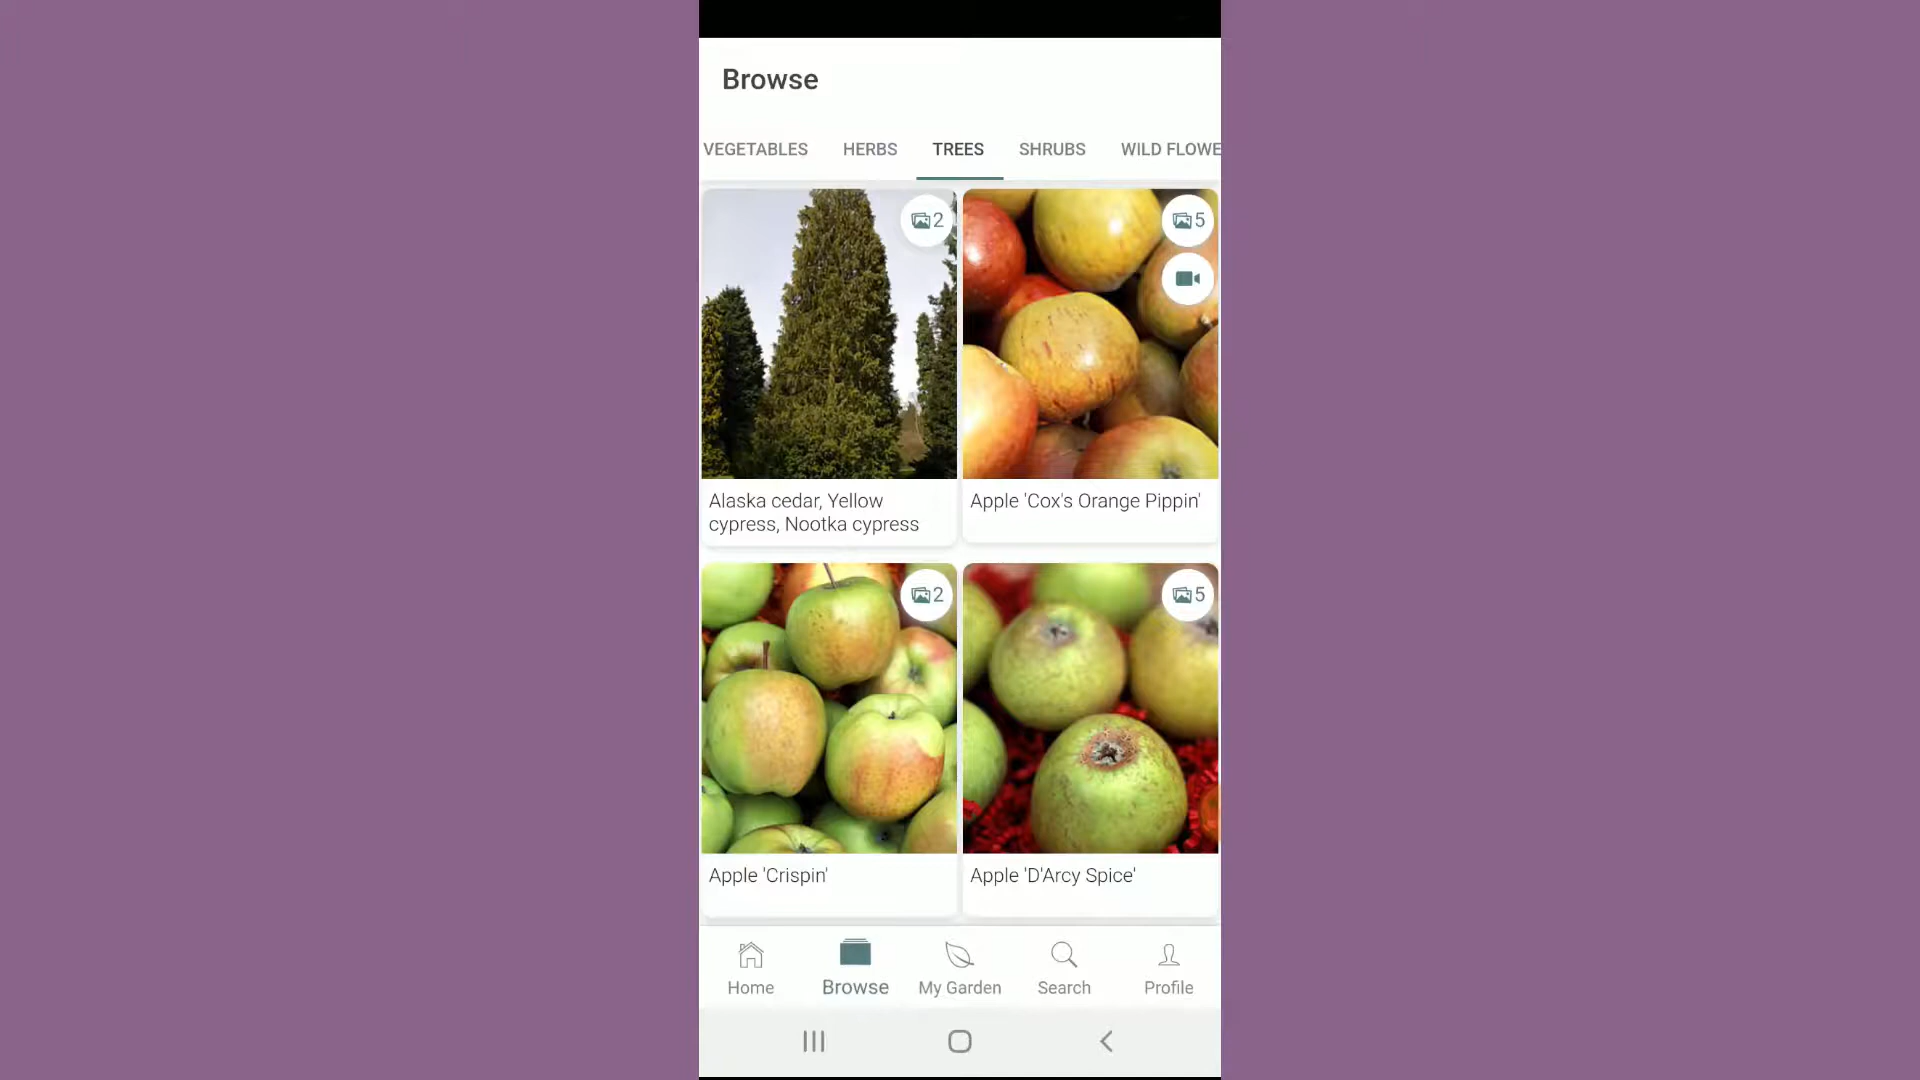 Browse
VEGETABLES HERBS TREES SHRUBS WILD FLOWE
2
5
Alaska cedar, Yellow
cypress, Nootka cypress
Apple 'Cox's Orange Pippin'
2
5
Apple 'Crispin'
Apple 'D'Arcy Spice'
Home Browse My Garden Search Profile